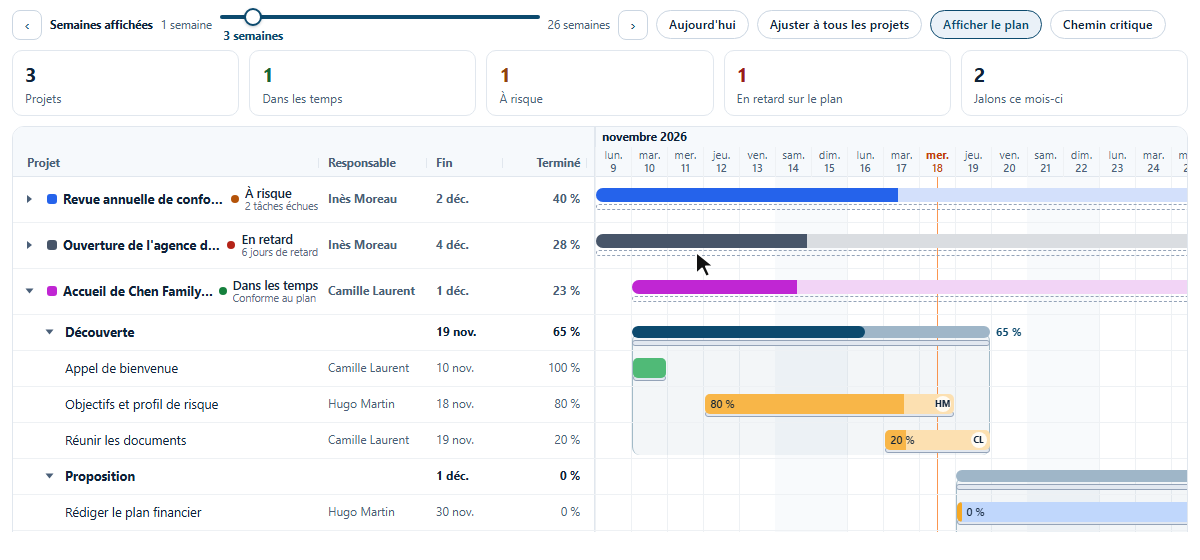 ‹ Semaines affichées 1 semaine 26 semaines › Aujourd'hui Ajuster à tous les projets Afficher le plan Chemin critique
3 semaines
3 1 1 1 2
Projets Dans les temps À risque En retard sur le plan Jalons ce mois-ci
novembre 2026
Projet Responsable Fin Terminé
lun. mar. mer. jeu. ven. sam. dim. lun. mar. mer. jeu. ven. sam. dim. lun. mar.
9 10 11 12 13 14 15 16 17 18 19 20 21 22 23 24
Revue annuelle de confo... À risque Inès Moreau 2 déc. 40 %
2 tâches échues
Ouverture de l'agence d... En retard Inès Moreau 4 déc. 28 %
6 jours de retard
Accueil de Chen Family... Dans les temps Camille Laurent 1 déc. 23 %
Conforme au plan
Découverte 19 nov. 65 % 65 %
Appel de bienvenue Camille Laurent 10 nov. 100 %
Objectifs et profil de risque Hugo Martin 18 nov. 80 % 80 % HM
Réunir les documents Camille Laurent 19 nov. 20 % 20 % CL
Proposition 1 déc. 0 %
Rédiger le plan financier Hugo Martin 30 nov. 0 % 0 %